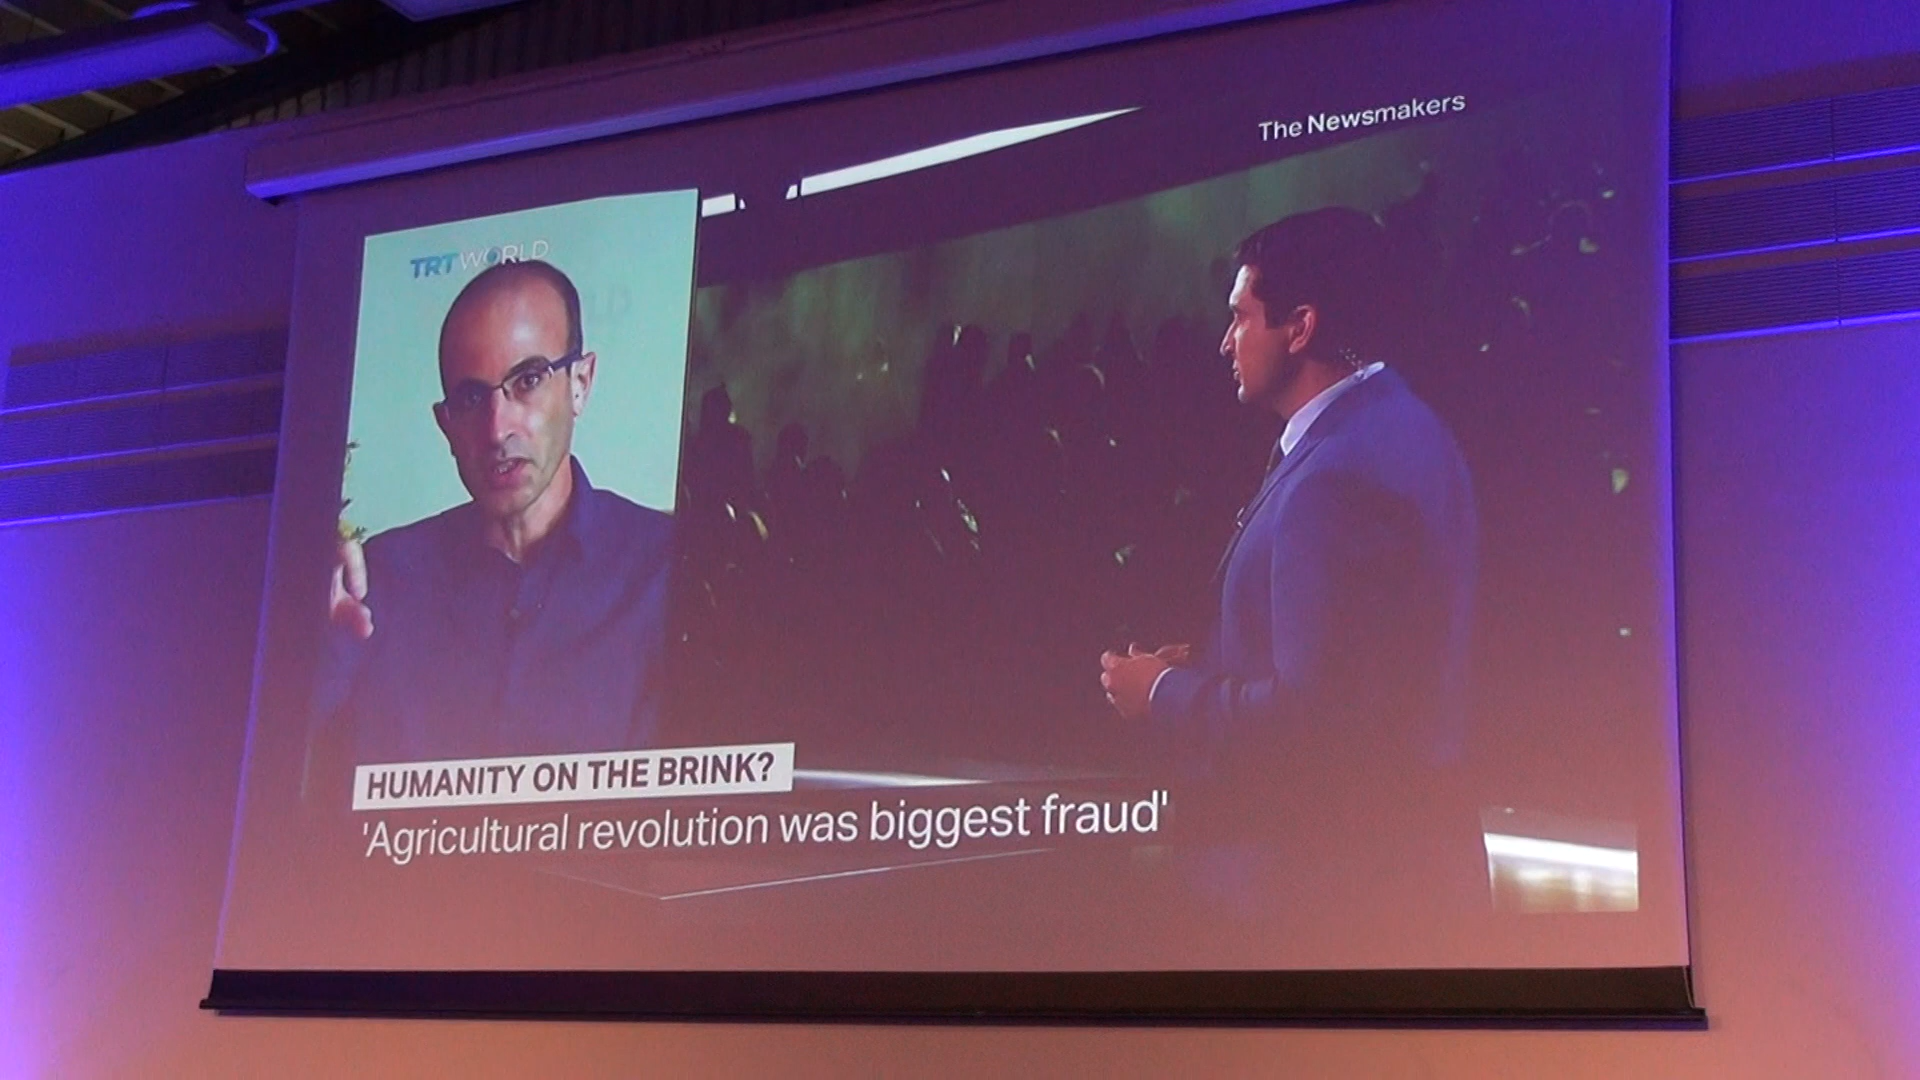 The Newsmakers
TRT WORLD
HUMANITY ON THE BRINK?
'Agricultural revolution was biggest fraud'